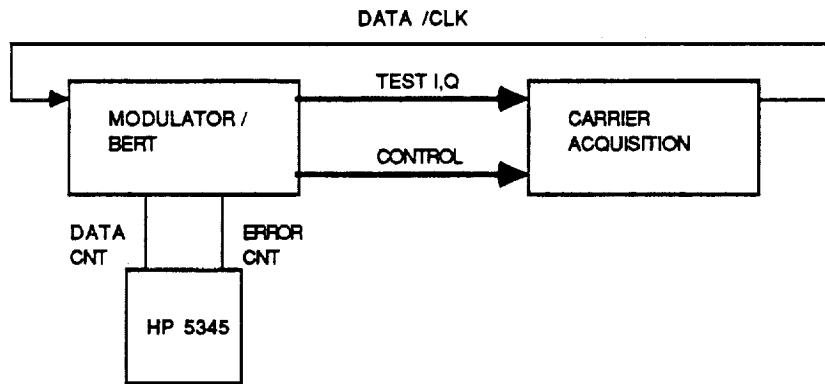 DATA /CLK
TEST I,Q
MODULATOR /
BERT
CARRIER
ACQUISITION
CONTROL
DATA
CNT
ERROR
CNT
HP 5345